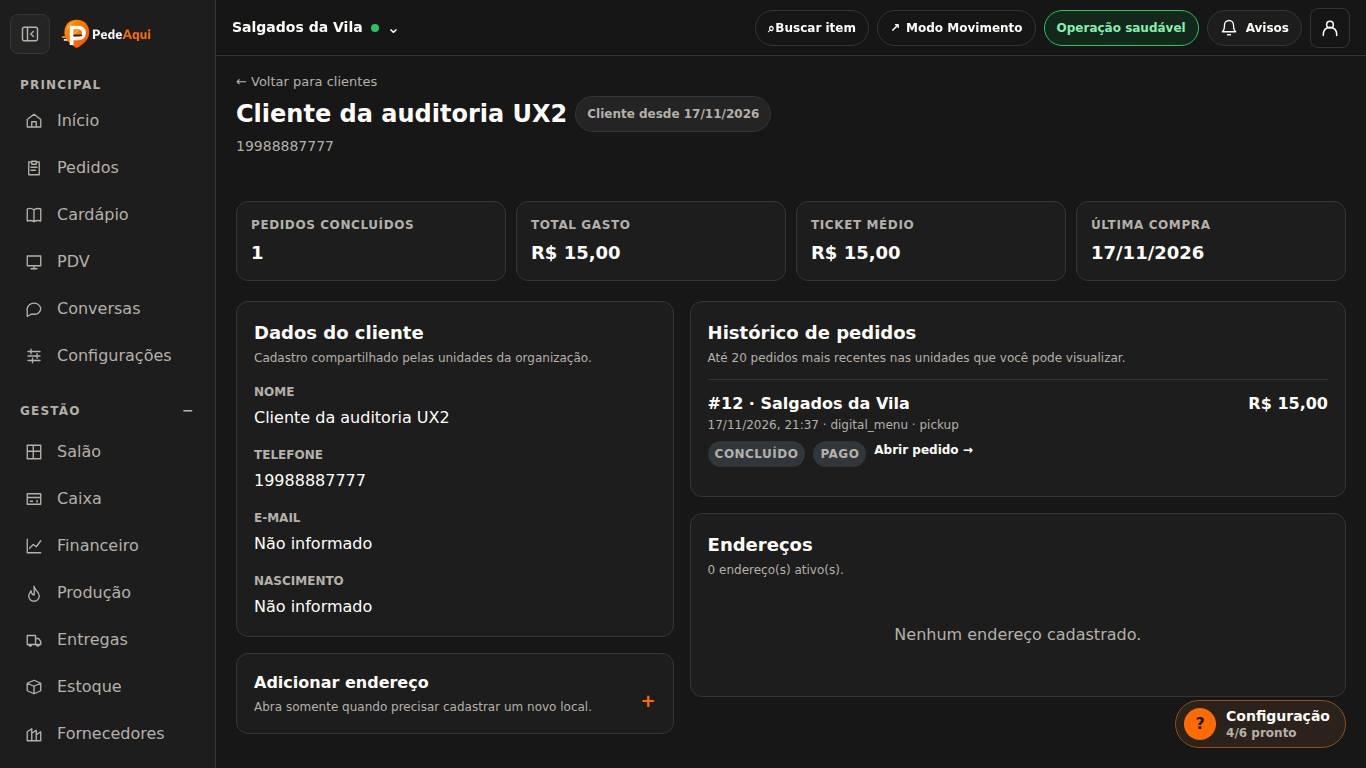 PedeAqui
PRINCIPAL
Início
Pedidos
Cardápio
PDV
Conversas
Configurações
GESTÃO −
Salão
Caixa
Financeiro
Produção
Entregas
Estoque
Fornecedores
Salgados da Vila
Buscar item
↗ Modo Movimento
Operação saudável
Avisos
← Voltar para clientes
Cliente da auditoria UX2 Cliente desde 17/11/2026
19988887777
PEDIDOS CONCLUÍDOS
1
TOTAL GASTO
R$ 15,00
TICKET MÉDIO
R$ 15,00
ÚLTIMA COMPRA
17/11/2026
Dados do cliente
Cadastro compartilhado pelas unidades da organização.
NOME
Cliente da auditoria UX2
TELEFONE
19988887777
E-MAIL
Não informado
NASCIMENTO
Não informado
Adicionar endereço
Abra somente quando precisar cadastrar um novo local.
+
Histórico de pedidos
Até 20 pedidos mais recentes nas unidades que você pode visualizar.
#12 · Salgados da Vila R$ 15,00
17/11/2026, 21:37 · digital_menu · pickup
CONCLUÍDO PAGO Abrir pedido →
Endereços
0 endereço(s) ativo(s).
Nenhum endereço cadastrado.
?
Configuração
4/6 pronto